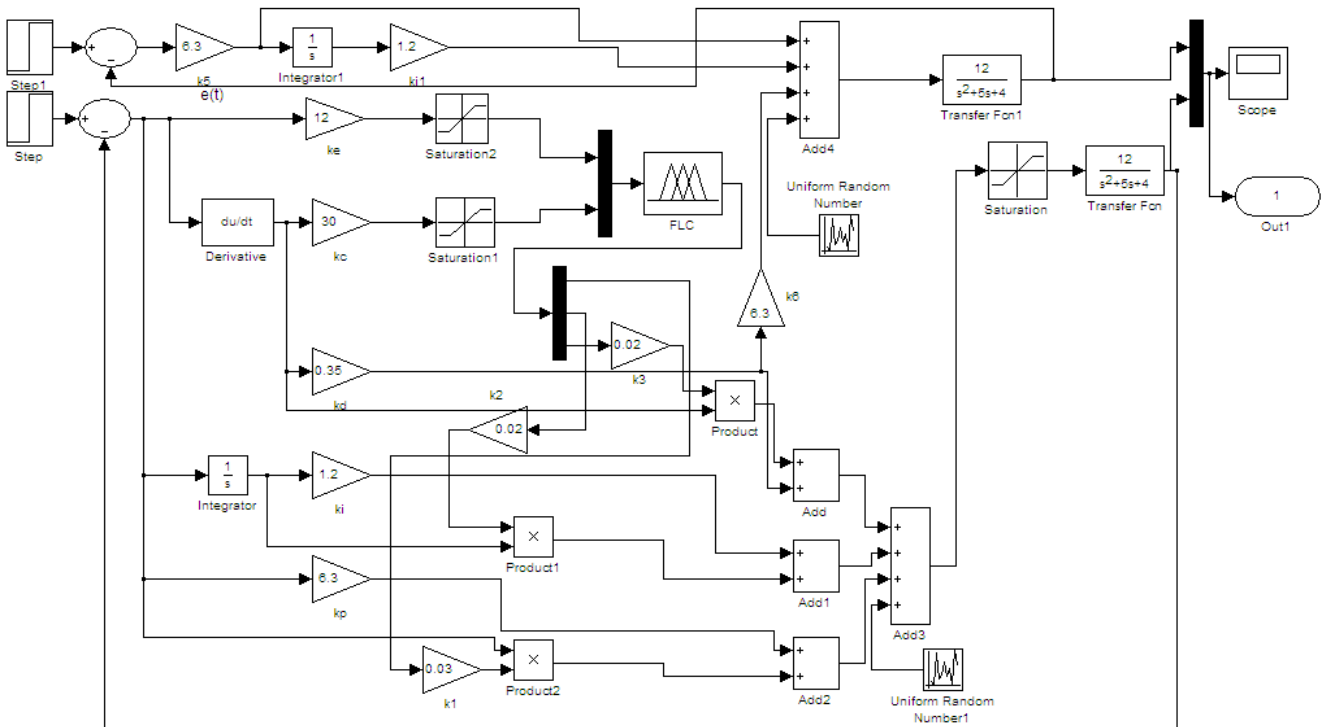 Step1
+
−
6.3
k5
1
s
Integrator1
1.2
ki1
e(t)
+
+
+
+
Add4
12
s²+5s+4
Transfer Fcn1
Scope
Step
+
−
12
ke
Saturation2
FLC
Uniform Random
Number
Saturation
12
s²+5s+4
Transfer Fcn
1
Out1
du/dt
Derivative
30
kc
Saturation1
6.3
k6
0.02
k3
0.35
kd
k2
0.02
×
Product
1
s
Integrator
1.2
ki
+
+
Add
×
Product1
+
+
Add1
+
+
+
+
Add3
6.3
kp
×
Product2
0.03
k1
+
+
Add2
Uniform Random
Number1